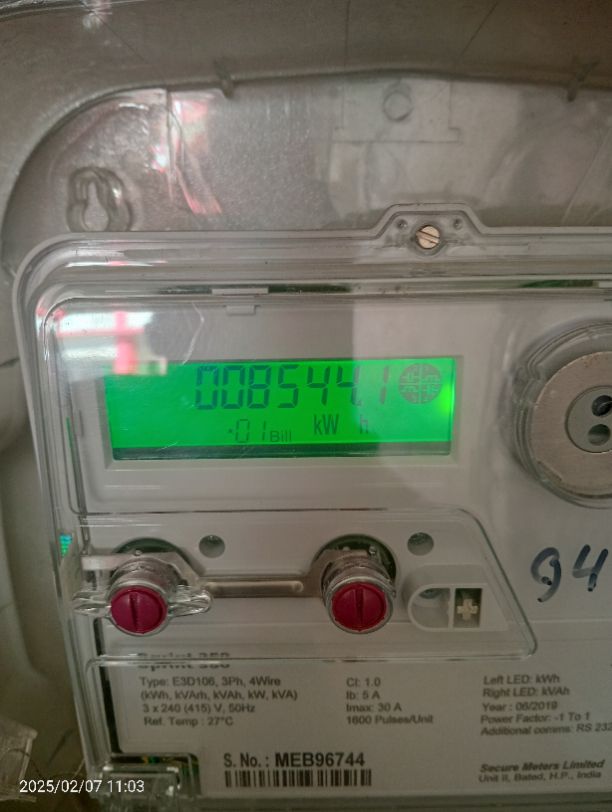 008544.1
01 Bill kW h
94
Sprint 350
Type: E3D106, 3Ph, 4Wire
(kWh, kVArh, kVAh, kW, kVA)
3 x 240 (415) V, 50Hz
Ref. Temp : 27°C
Cl: 1.0
Ib: 5 A
Imax: 30 A
1600 Pulses/Unit
Left LED: kWh
Right LED: kVAh
Year : 06/2019
Power Factor: -1 To 1
Additional comms: RS 232
S. No. : MEB96744
Secure Meters Limited
Unit II, Bated, H.P., India
2025/02/07 11:03